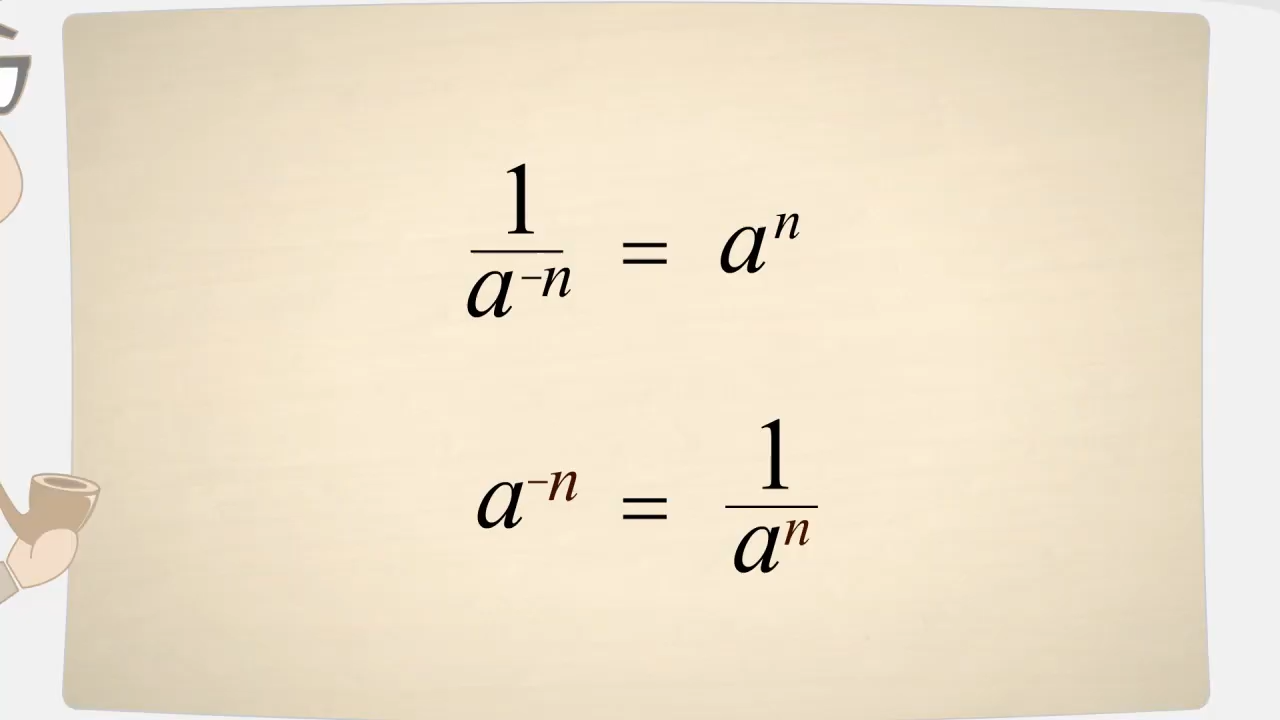 1/a⁻ⁿ = aⁿ
a⁻ⁿ = 1/aⁿ